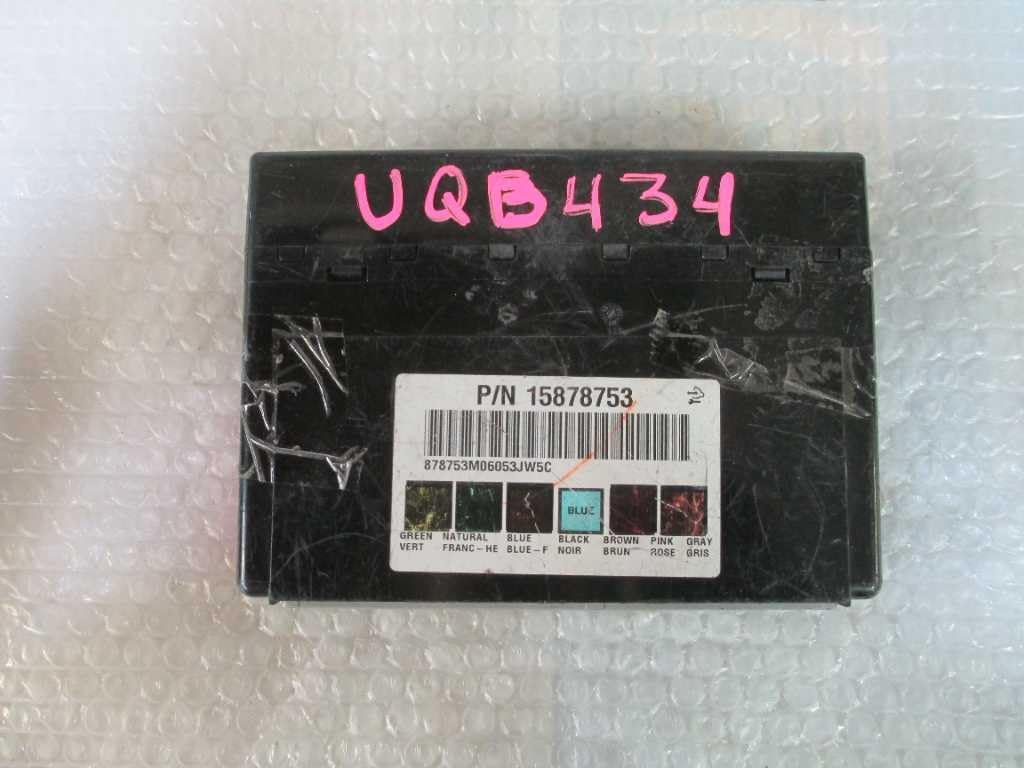 UQB434
P/N 15878753
878753M06053JW5C
BLUE
GREEN NATURAL BLUE BLACK BROWN PINK GRAY
VERT FRANC-HE BLUE-F NOIR BRUN ROSE GRIS